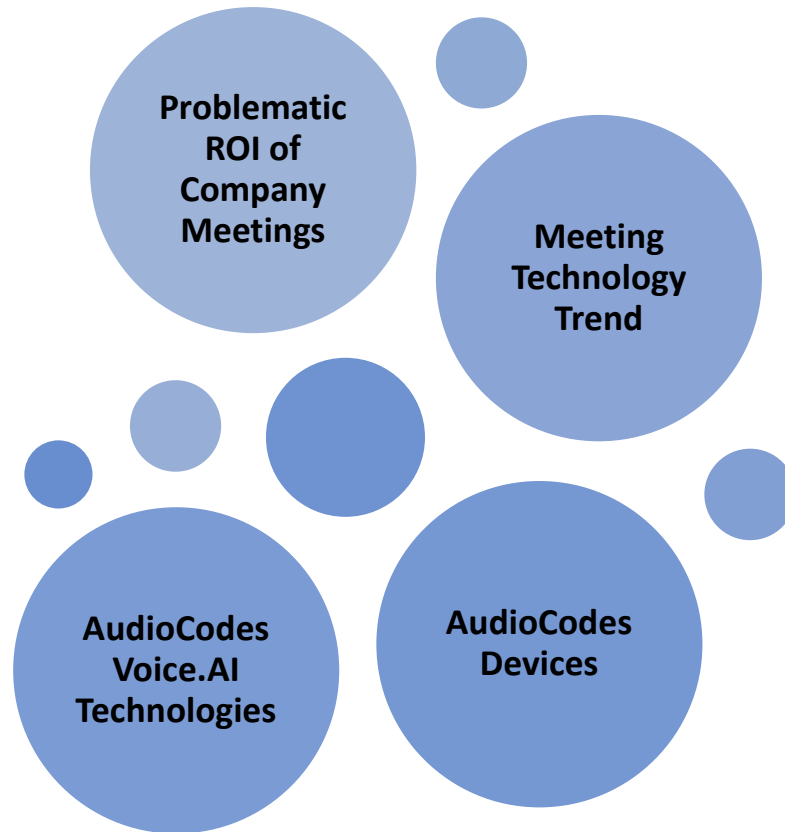 Problematic
ROI of
Company
Meetings
Meeting
Technology
Trend
AudioCodes
Voice.AI
Technologies
AudioCodes
Devices